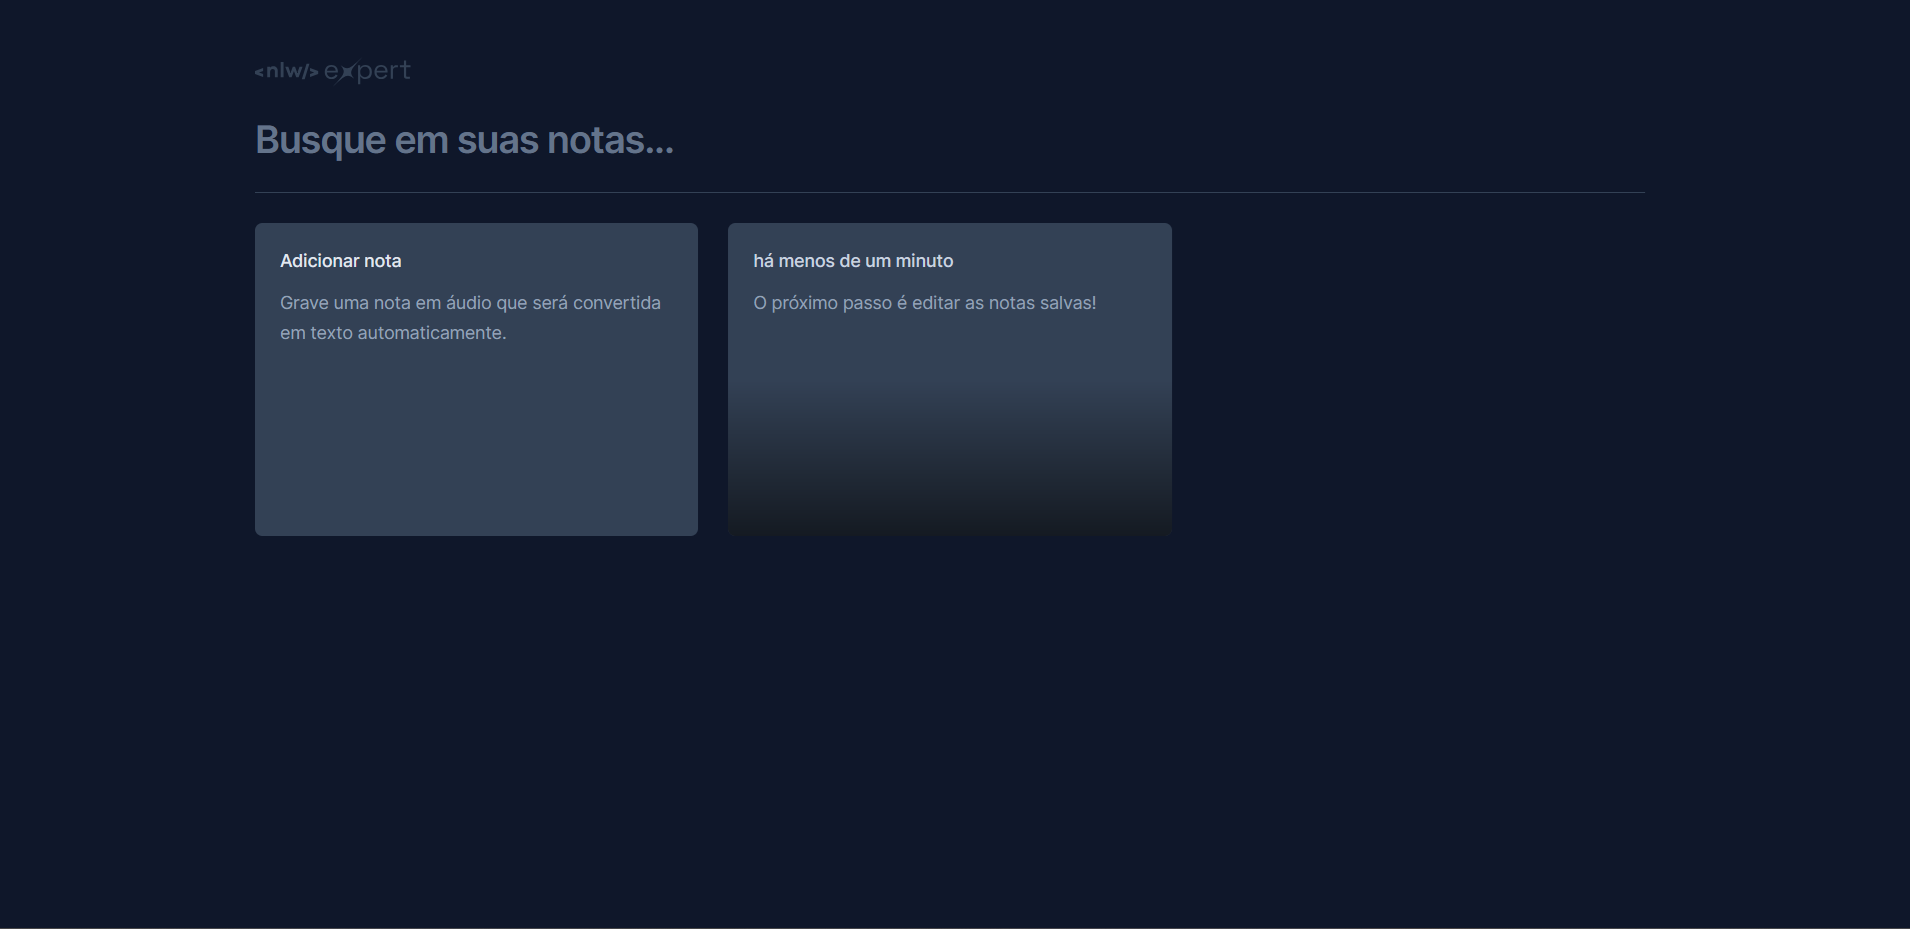 <nlw/> expert
Busque em suas notas...
Adicionar nota
Grave uma nota em áudio que será convertida
em texto automaticamente.
há menos de um minuto
O próximo passo é editar as notas salvas!